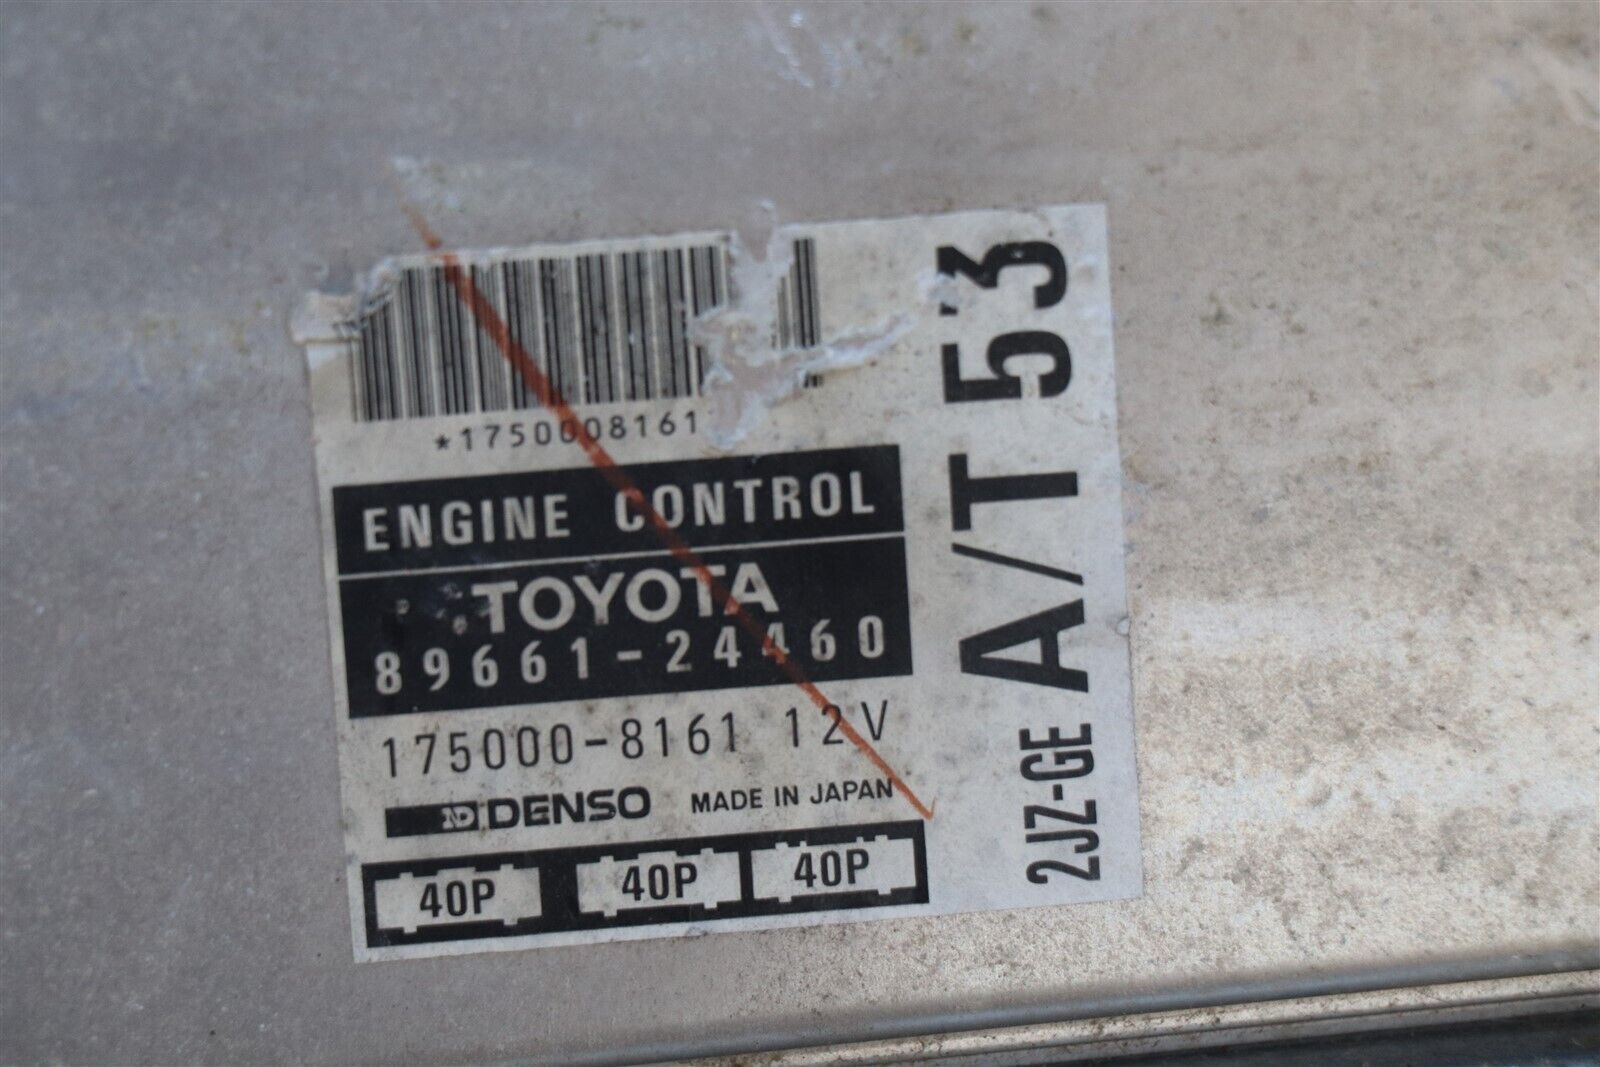 *1750008161
ENGINE CONTROL
TOYOTA
89661-24460
175000-8161 12V
ND DENSO MADE IN JAPAN
40P 40P 40P
2JZ-GE A/T 53